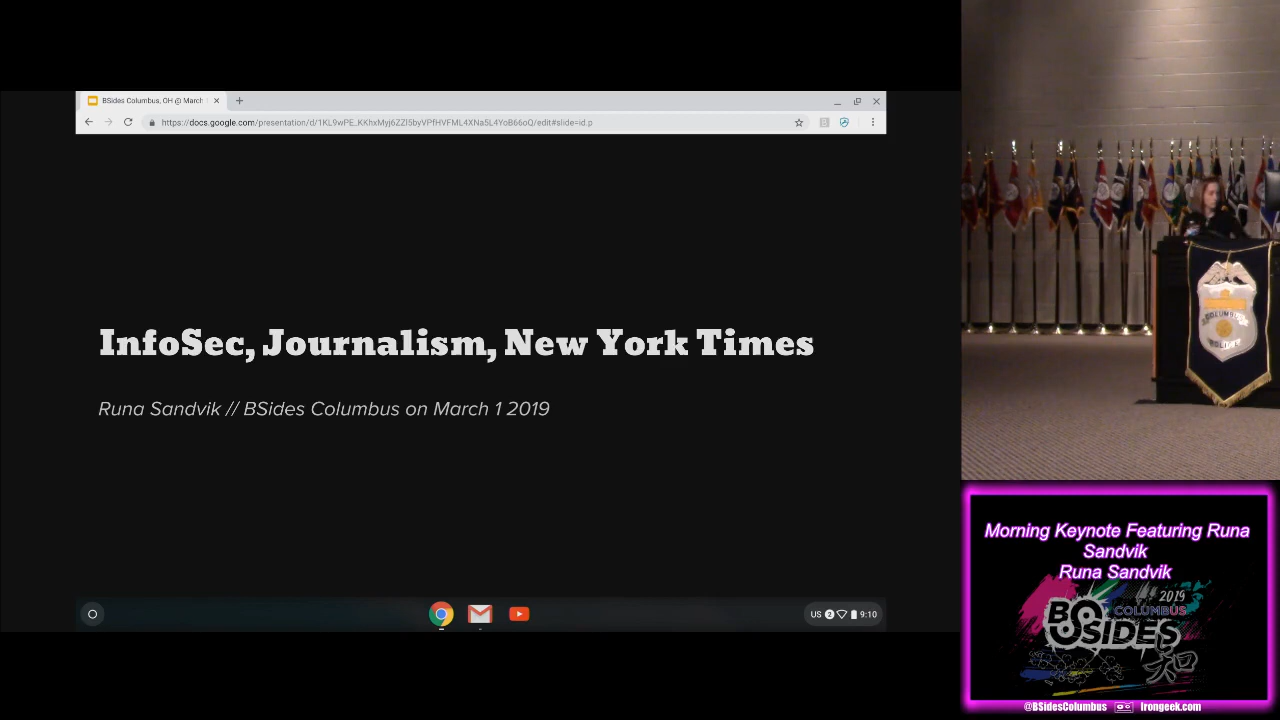 BSides Columbus, OH @ March
https://docs.google.com/presentation/d/1KL9wPE_KKhxMyj6ZZl5byVPfHVFML4XNa5L4YoB66oQ/edit#slide=id.p
InfoSec, Journalism, New York Times
Runa Sandvik // BSides Columbus on March 1 2019
US 2 9:10
Morning Keynote Featuring Runa
Sandvik
Runa Sandvik
2019
COLUMBUS
BSIDES
知
@BSidesColumbus Irongeek.com